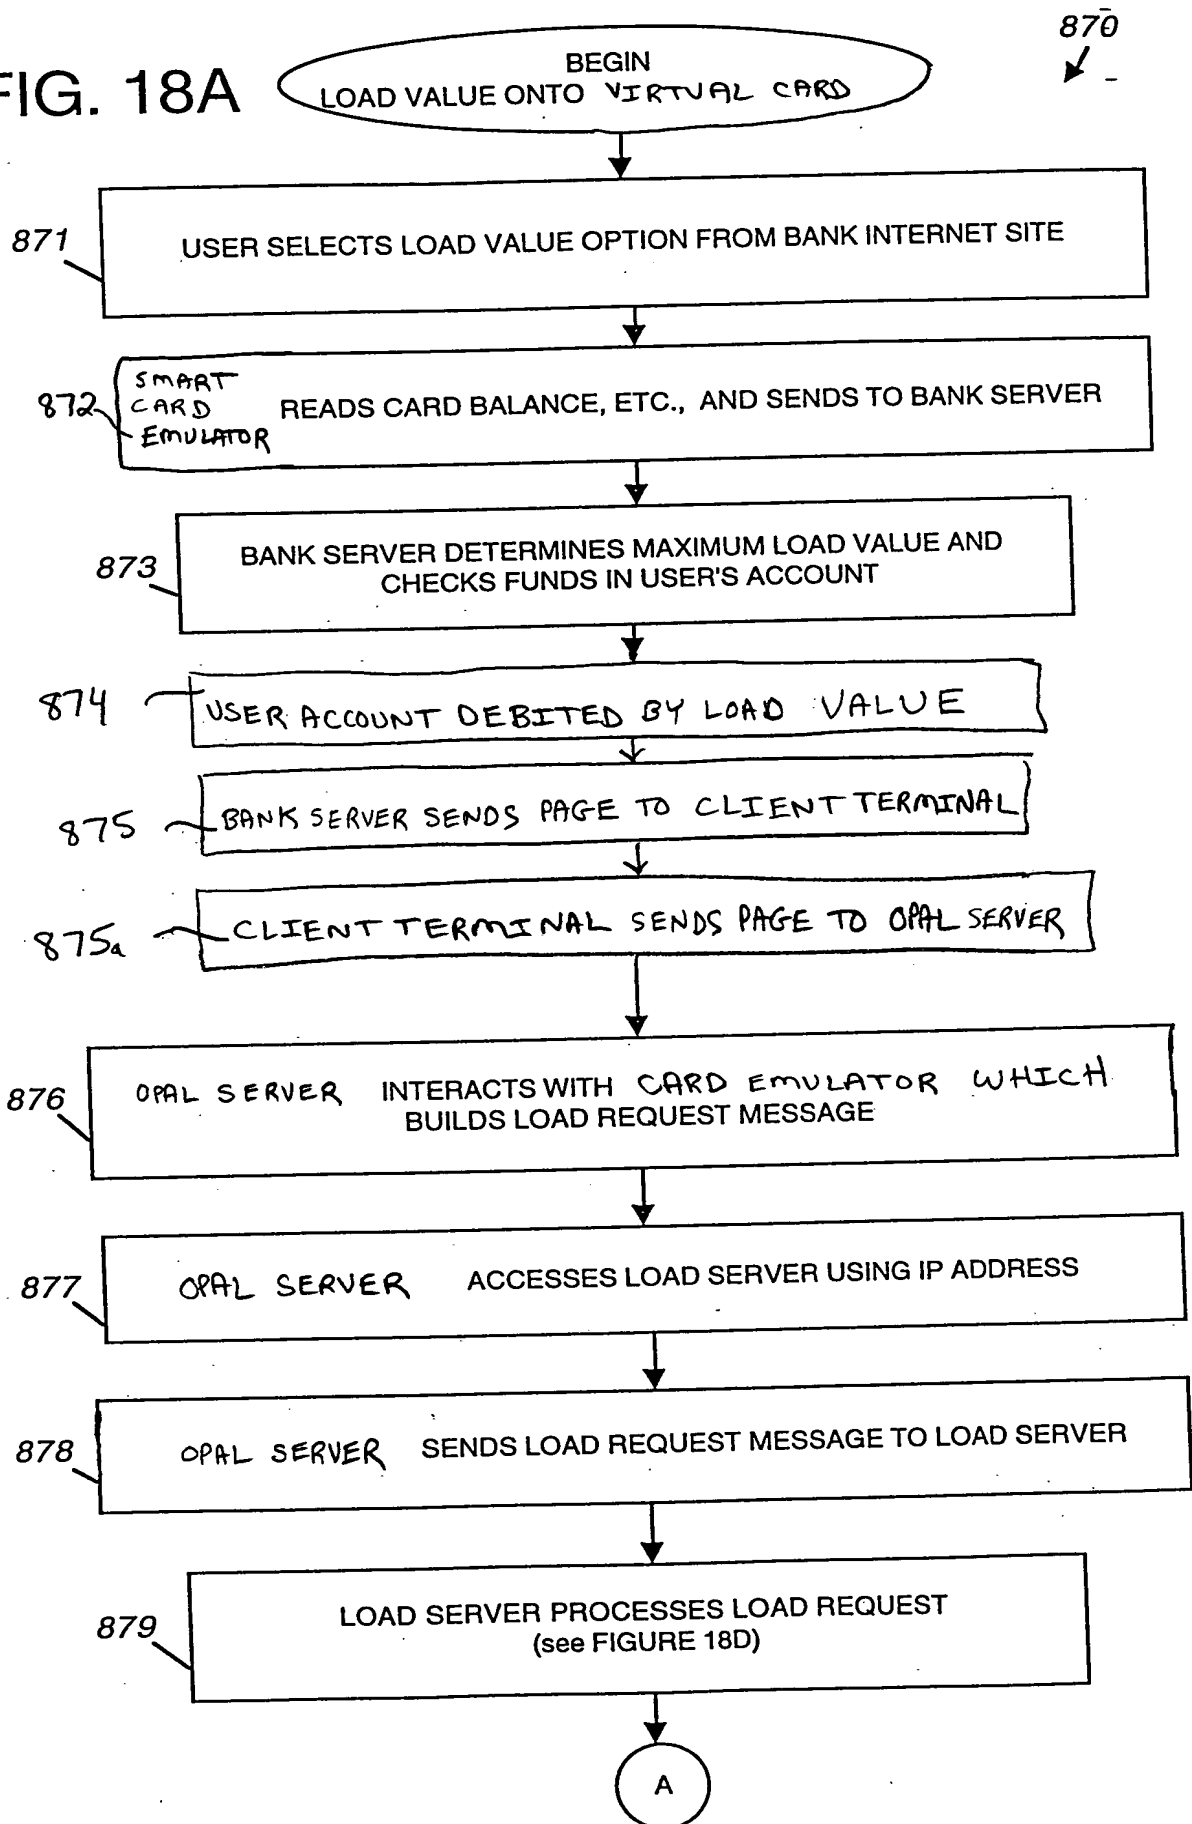 870
FIG. 18A
BEGIN
LOAD VALUE ONTO VIRTUAL CARD
871
USER SELECTS LOAD VALUE OPTION FROM BANK INTERNET SITE
872
SMART
CARD
EMULATOR
READS CARD BALANCE, ETC., AND SENDS TO BANK SERVER
873
BANK SERVER DETERMINES MAXIMUM LOAD VALUE AND
CHECKS FUNDS IN USER'S ACCOUNT
874
USER ACCOUNT DEBITED BY LOAD VALUE
875
BANK SERVER SENDS PAGE TO CLIENT TERMINAL
875a
CLIENT TERMINAL SENDS PAGE TO OPAL SERVER
876
OPAL SERVER INTERACTS WITH CARD EMULATOR WHICH
BUILDS LOAD REQUEST MESSAGE
877
OPAL SERVER ACCESSES LOAD SERVER USING IP ADDRESS
878
OPAL SERVER SENDS LOAD REQUEST MESSAGE TO LOAD SERVER
879
LOAD SERVER PROCESSES LOAD REQUEST
(see FIGURE 18D)
A